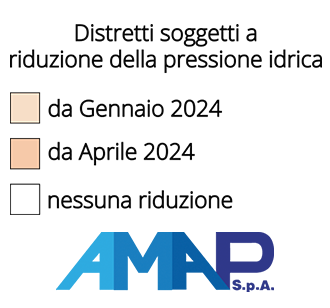 Distretti soggetti a
riduzione della pressione idrica
da Gennaio 2024
da Aprile 2024
nessuna riduzione
AMAP
S.p.A.